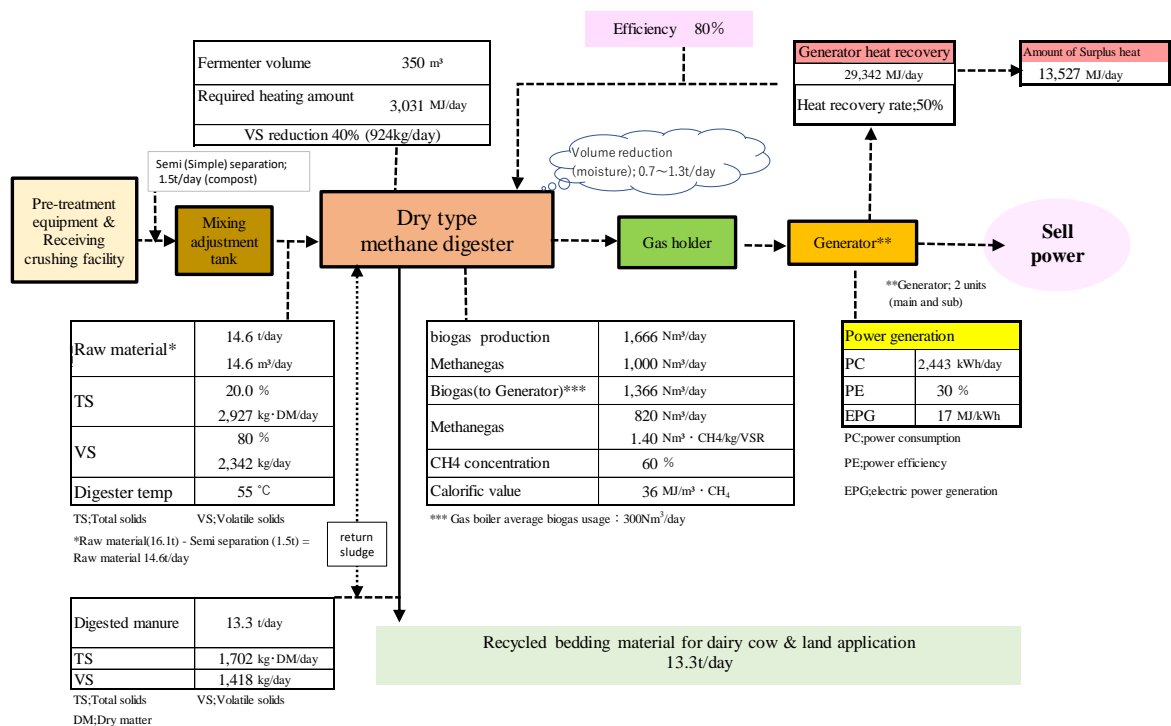 Efficiency 80%
Fermenter volume 350 m³
Required heating amount 3,031 MJ/day
VS reduction 40% (924kg/day)
Generator heat recovery
29,342 MJ/day
Heat recovery rate;50%
Amount of Surplus heat
13,527 MJ/day
Semi (Simple) separation;
1.5t/day (compost)
Volume reduction
(moisture); 0.7～1.3t/day
Pre-treatment
equipment &
Receiving
crushing facility
Mixing
adjustment
tank
Dry type
methane digester
Gas holder
Generator**
Sell
power
**Generator; 2 units
(main and sub)
Raw material* 14.6 t/day
14.6 m³/day
TS 20.0 %
2,927 kg·DM/day
VS 80 %
2,342 kg/day
Digester temp 55 ℃
TS;Total solids VS;Volatile solids
*Raw material(16.1t) - Semi separation (1.5t) =
Raw material 14.6t/day
biogas production 1,666 Nm³/day
Methanegas 1,000 Nm³/day
Biogas(to Generator)*** 1,366 Nm³/day
Methanegas 820 Nm³/day
1.40 Nm³・CH4/kg/VSR
CH4 concentration 60 %
Calorific value 36 MJ/m³・CH₄
*** Gas boiler average biogas usage：300Nm³/day
Power generation
PC 2,443 kWh/day
PE 30 %
EPG 17 MJ/kWh
PC;power consumption
PE;power efficiency
EPG;electric power generation
return
sludge
Digested manure 13.3 t/day
TS 1,702 kg·DM/day
VS 1,418 kg/day
TS;Total solids VS;Volatile solids
DM;Dry matter
Recycled bedding material for dairy cow & land application
13.3t/day